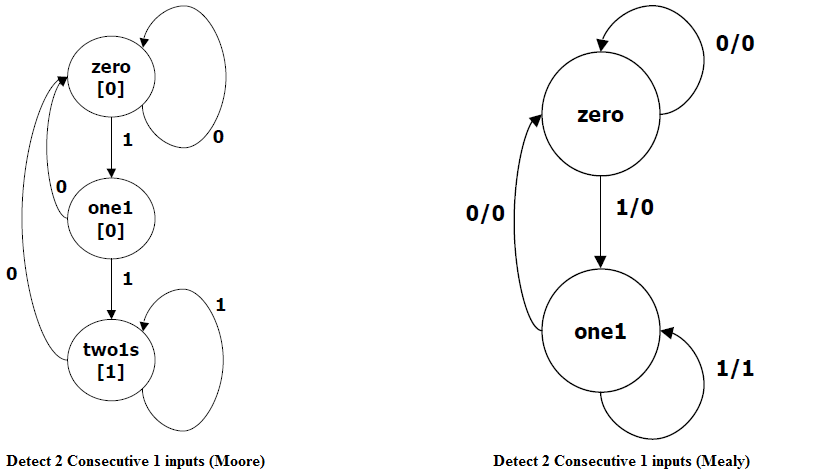 zero
[0]
0
1
0
one1
[0]
1
0
two1s
[1]
1
Detect 2 Consecutive 1 inputs (Moore)
0/0
zero
0/0
1/0
one1
1/1
Detect 2 Consecutive 1 inputs (Mealy)